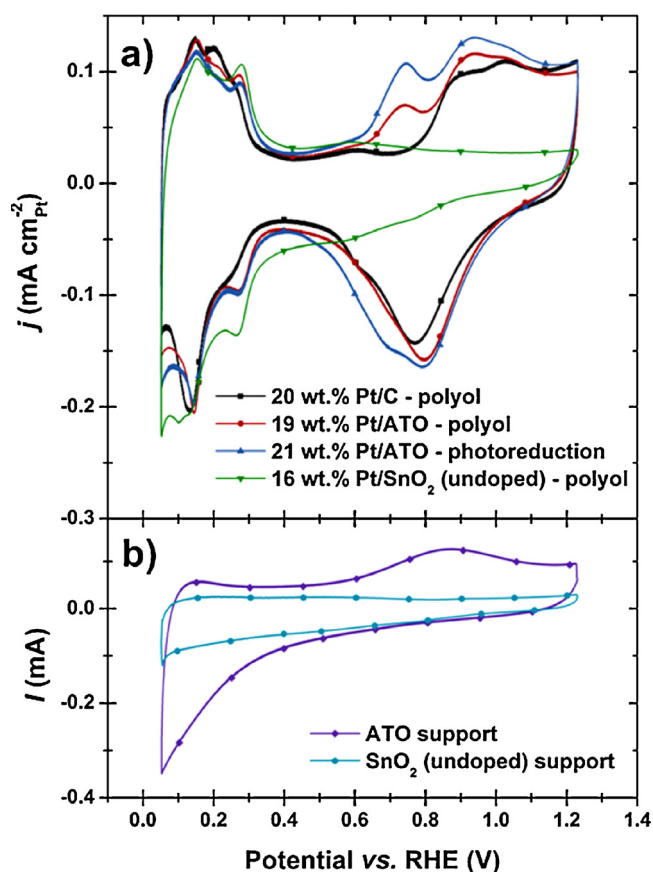 a)
0.1
0.0
-0.1
-0.2
-0.3
j (mA cm⁻²Pt)
20 wt.% Pt/C - polyol
19 wt.% Pt/ATO - polyol
21 wt.% Pt/ATO - photoreduction
16 wt.% Pt/SnO₂ (undoped) - polyol
b)
0.0
-0.2
-0.4
I (mA)
ATO support
SnO₂ (undoped) support
0.0 0.2 0.4 0.6 0.8 1.0 1.2 1.4
Potential vs. RHE (V)